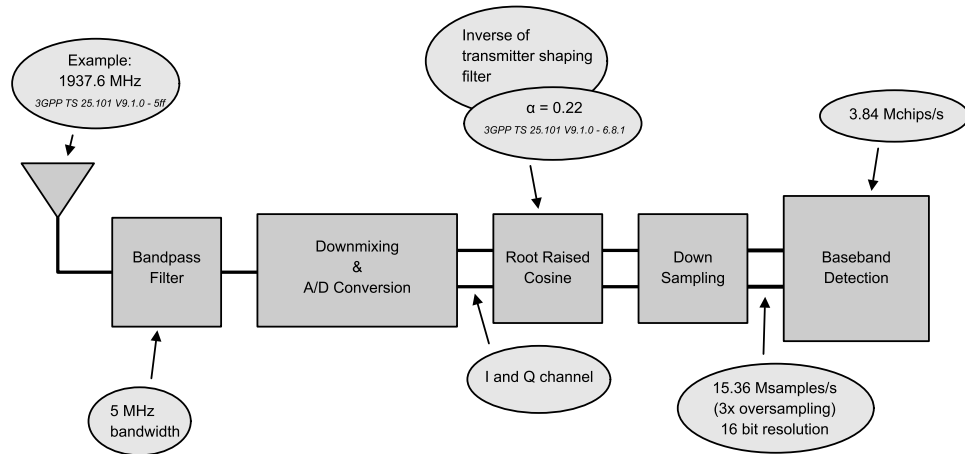 Example:
1937.6 MHz
3GPP TS 25.101 V9.1.0 - 5ff
Inverse of
transmitter shaping
filter
α = 0.22
3GPP TS 25.101 V9.1.0 - 6.8.1
3.84 Mchips/s
Bandpass
Filter
Downmixing
&
A/D Conversion
Root Raised
Cosine
Down
Sampling
Baseband
Detection
5 MHz
bandwidth
I and Q channel
15.36 Msamples/s
(3x oversampling)
16 bit resolution